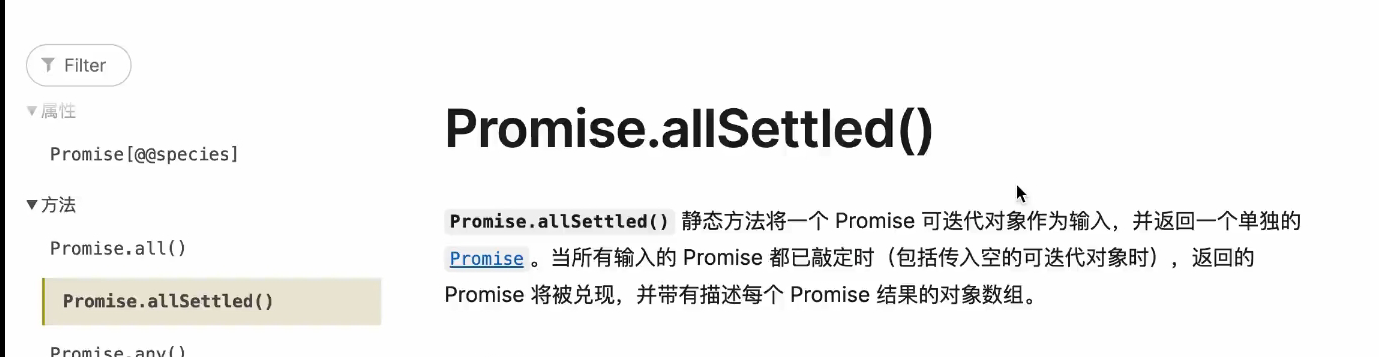 Filter
属性
Promise[@@species]
方法
Promise.all()
Promise.allSettled()
Promise.any()
Promise.allSettled()
Promise.allSettled() 静态方法将一个 Promise 可迭代对象作为输入，并返回一个单独的
Promise 。当所有输入的 Promise 都已敲定时（包括传入空的可迭代对象时），返回的
Promise 将被兑现，并带有描述每个 Promise 结果的对象数组。